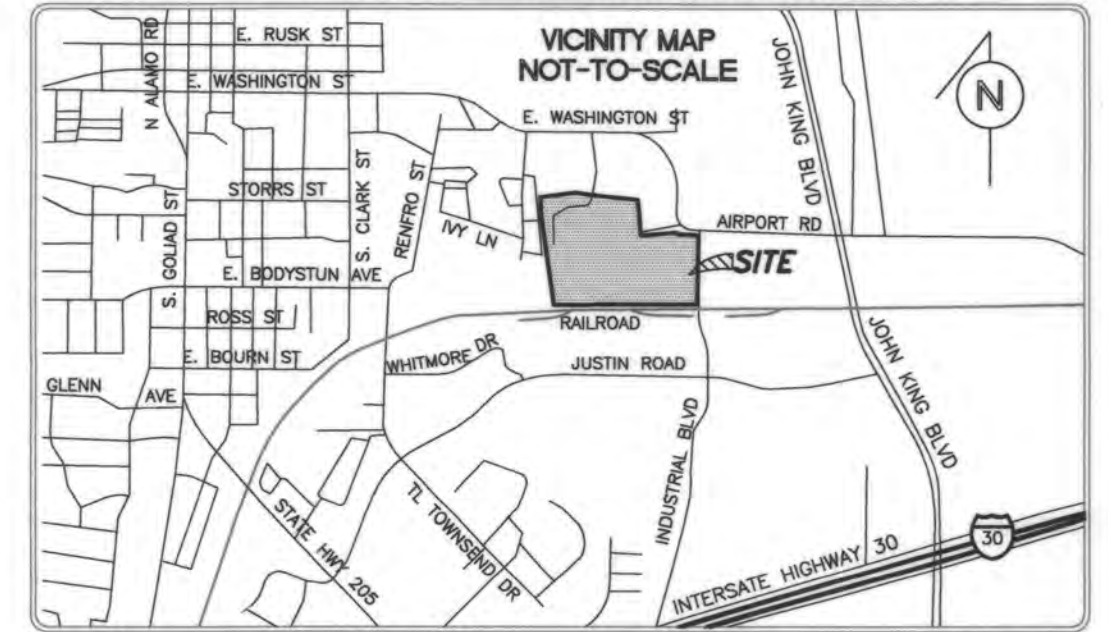 VICINITY MAP
NOT-TO-SCALE
N
N ALAMO RD
E. RUSK ST
E. WASHINGTON ST
E. WASHINGTON ST
JOHN KING BLVD
S. GOLIAD ST
STORRS ST
S. CLARK ST
RENFRO ST
IVY LN
AIRPORT RD
SITE
E. BODYSTUN AVE
ROSS ST
RAILROAD
E. BOURN ST
WHITMORE DR
JUSTIN ROAD
JOHN KING BLVD
GLENN AVE
INDUSTRIAL BLVD
STATE HWY 205
TL TOWNSEND DR
INTERSATE HIGHWAY 30
30